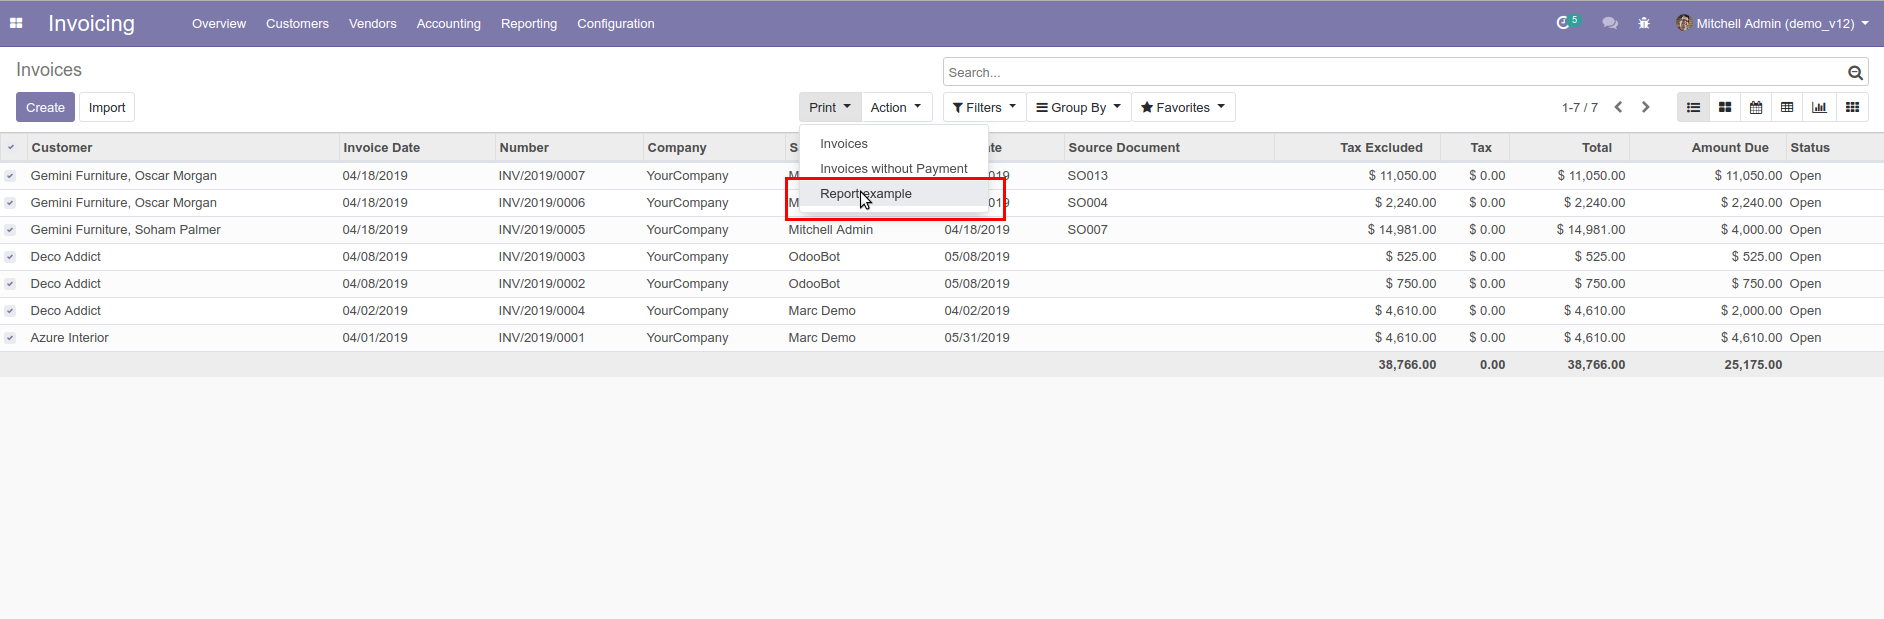 Invoicing Overview Customers Vendors Accounting Reporting Configuration 5 Mitchell Admin (demo_v12)
Invoices Search...
Create Import Print Action Filters Group By Favorites 1-7 / 7
Invoices
Invoices without Payment
Report example
Customer Invoice Date Number Company Source Document Tax Excluded Tax Total Amount Due Status
Gemini Furniture, Oscar Morgan 04/18/2019 INV/2019/0007 YourCompany SO013 $ 11,050.00 $ 0.00 $ 11,050.00 $ 11,050.00 Open
Gemini Furniture, Oscar Morgan 04/18/2019 INV/2019/0006 YourCompany SO004 $ 2,240.00 $ 0.00 $ 2,240.00 $ 2,240.00 Open
Gemini Furniture, Soham Palmer 04/18/2019 INV/2019/0005 YourCompany Mitchell Admin 04/18/2019 SO007 $ 14,981.00 $ 0.00 $ 14,981.00 $ 4,000.00 Open
Deco Addict 04/08/2019 INV/2019/0003 YourCompany OdooBot 05/08/2019 $ 525.00 $ 0.00 $ 525.00 $ 525.00 Open
Deco Addict 04/08/2019 INV/2019/0002 YourCompany OdooBot 05/08/2019 $ 750.00 $ 0.00 $ 750.00 $ 750.00 Open
Deco Addict 04/02/2019 INV/2019/0004 YourCompany Marc Demo 04/02/2019 $ 4,610.00 $ 0.00 $ 4,610.00 $ 2,000.00 Open
Azure Interior 04/01/2019 INV/2019/0001 YourCompany Marc Demo 05/31/2019 $ 4,610.00 $ 0.00 $ 4,610.00 $ 4,610.00 Open
38,766.00 0.00 38,766.00 25,175.00